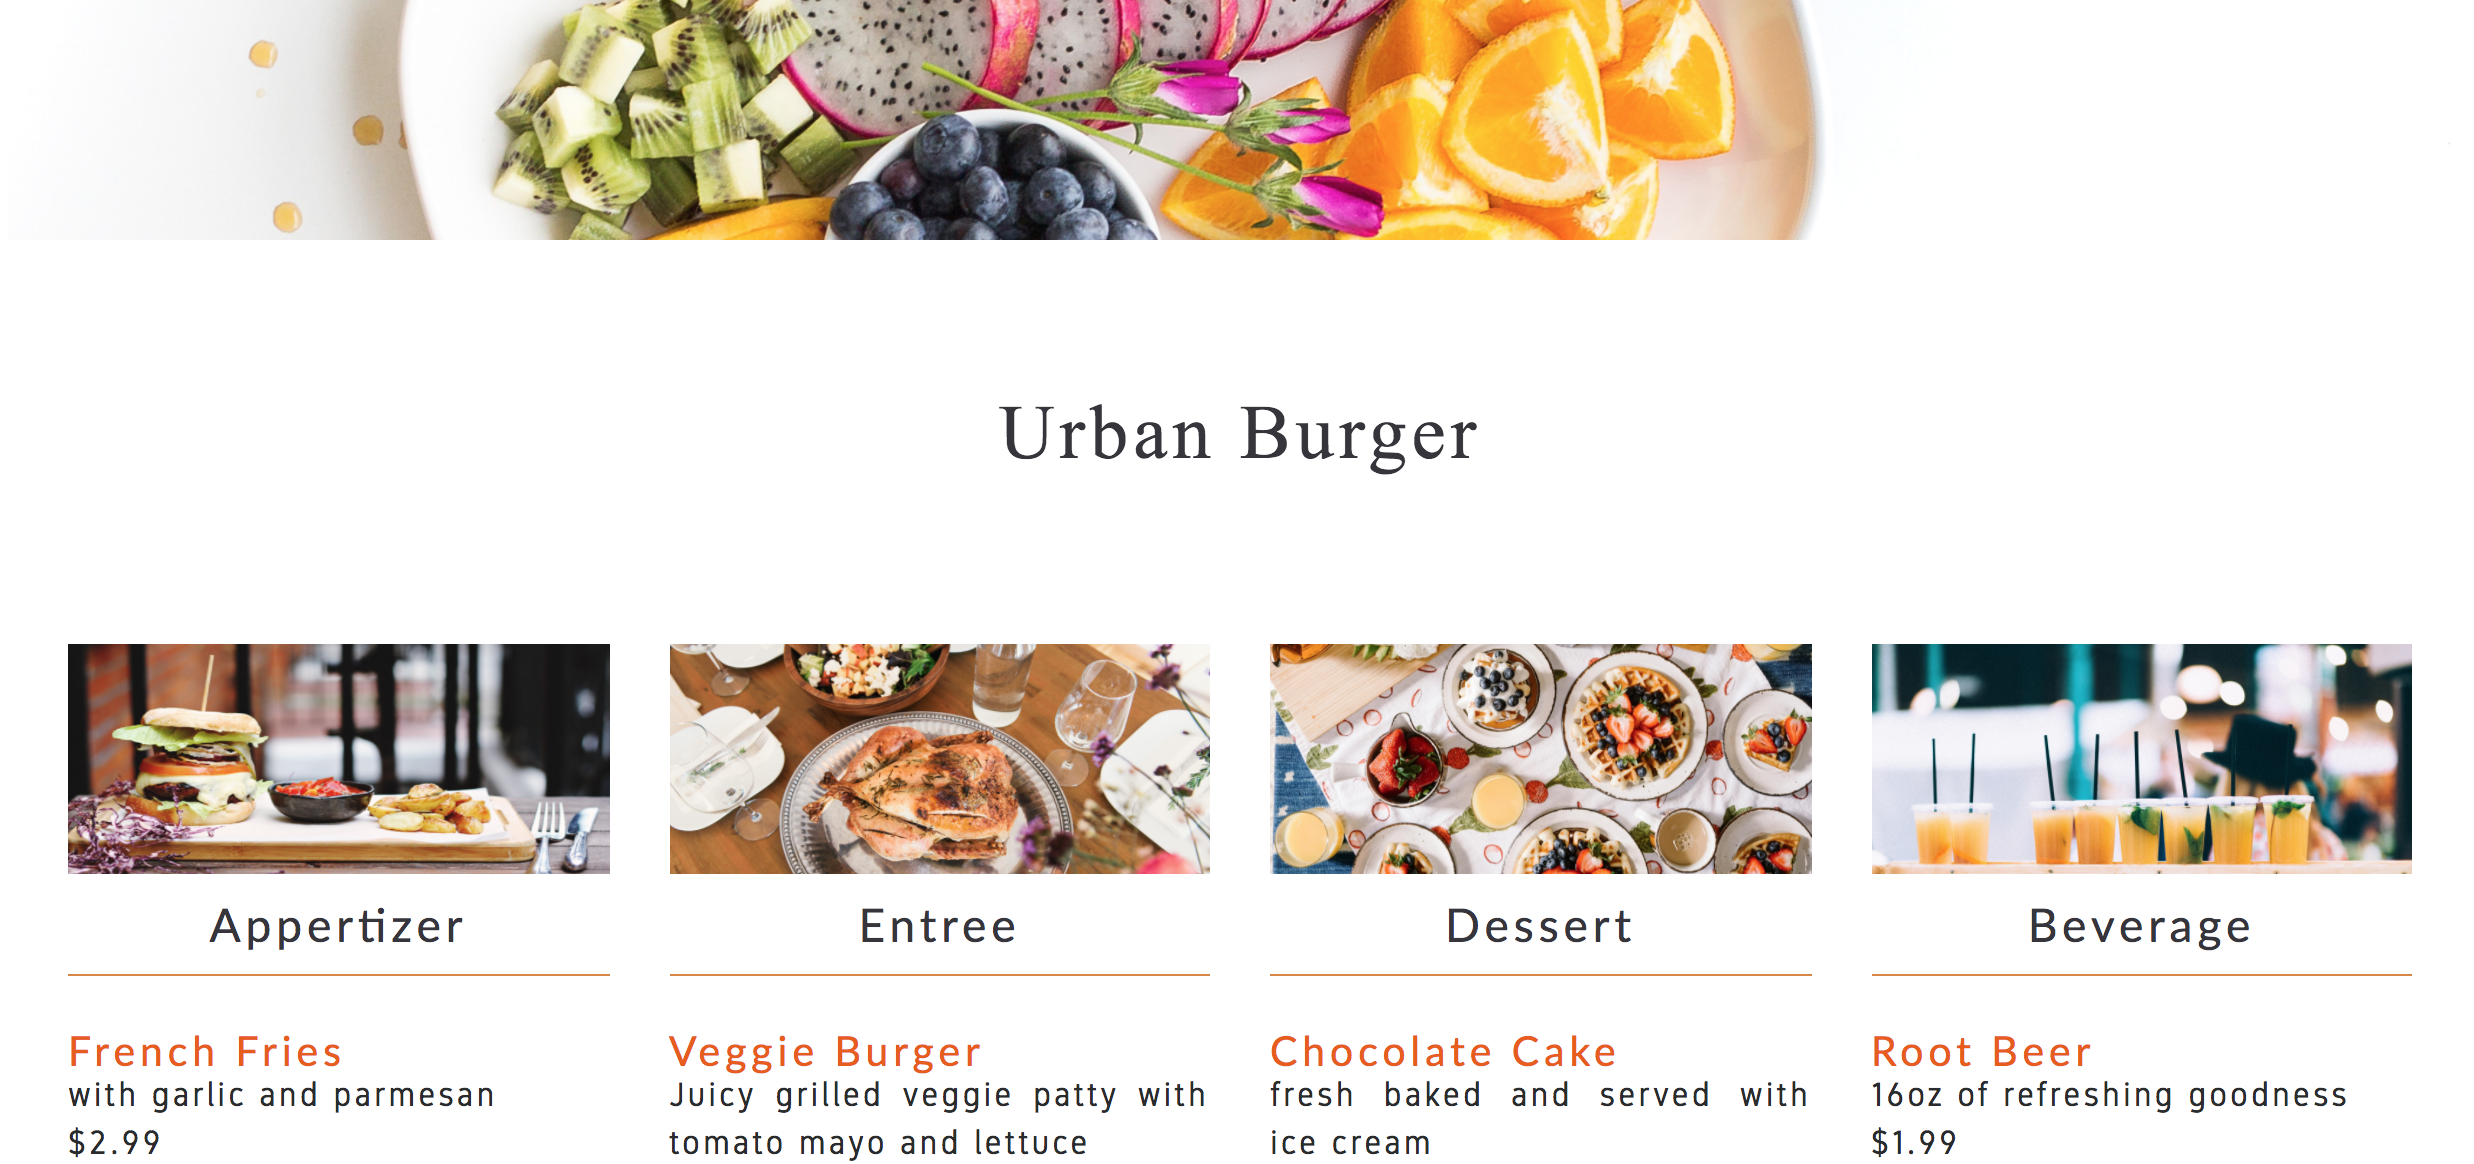 Urban Burger
Appertizer
Entree
Dessert
Beverage
French Fries
with garlic and parmesan
$2.99
Veggie Burger
Juicy grilled veggie patty with
tomato mayo and lettuce
Chocolate Cake
fresh baked and served with
ice cream
Root Beer
16oz of refreshing goodness
$1.99